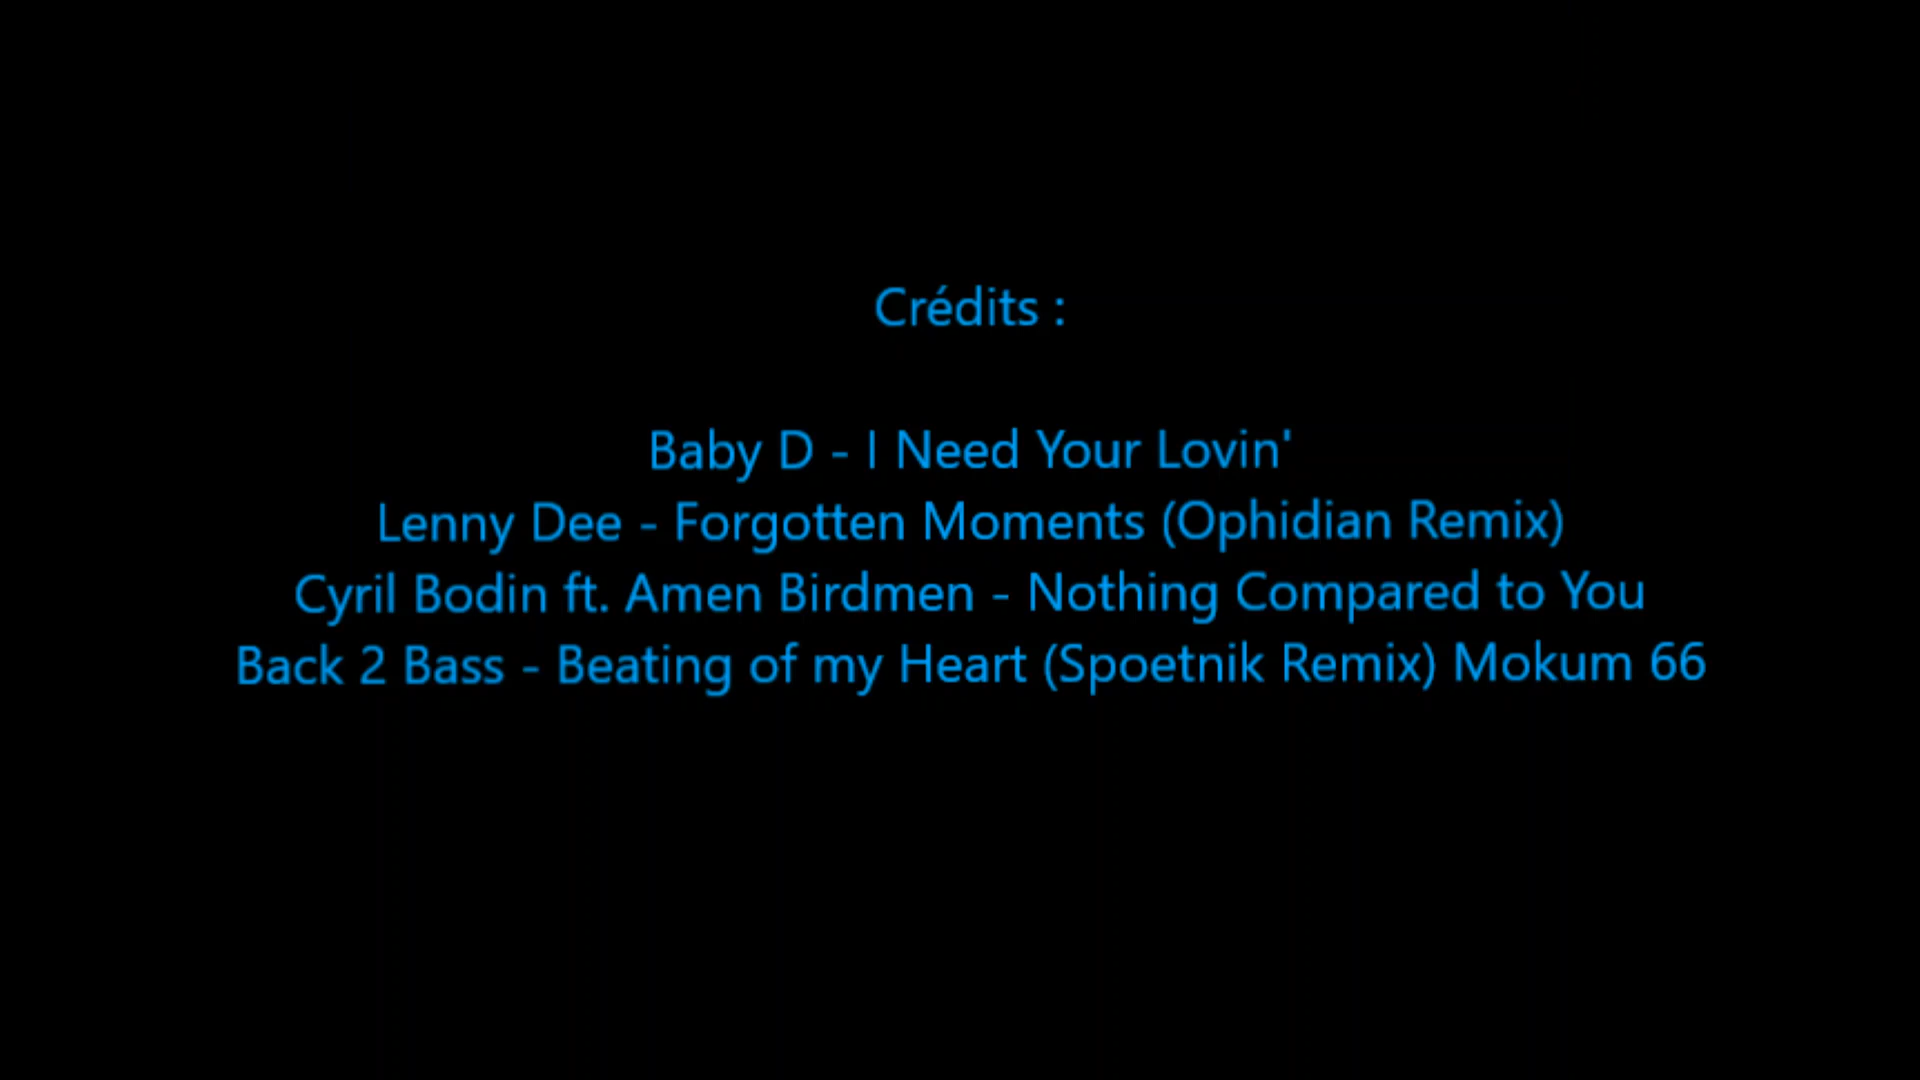 Crédits :
Baby D - I Need Your Lovin'
Lenny Dee - Forgotten Moments (Ophidian Remix)
Cyril Bodin ft. Amen Birdmen - Nothing Compared to You
Back 2 Bass - Beating of my Heart (Spoetnik Remix) Mokum 66